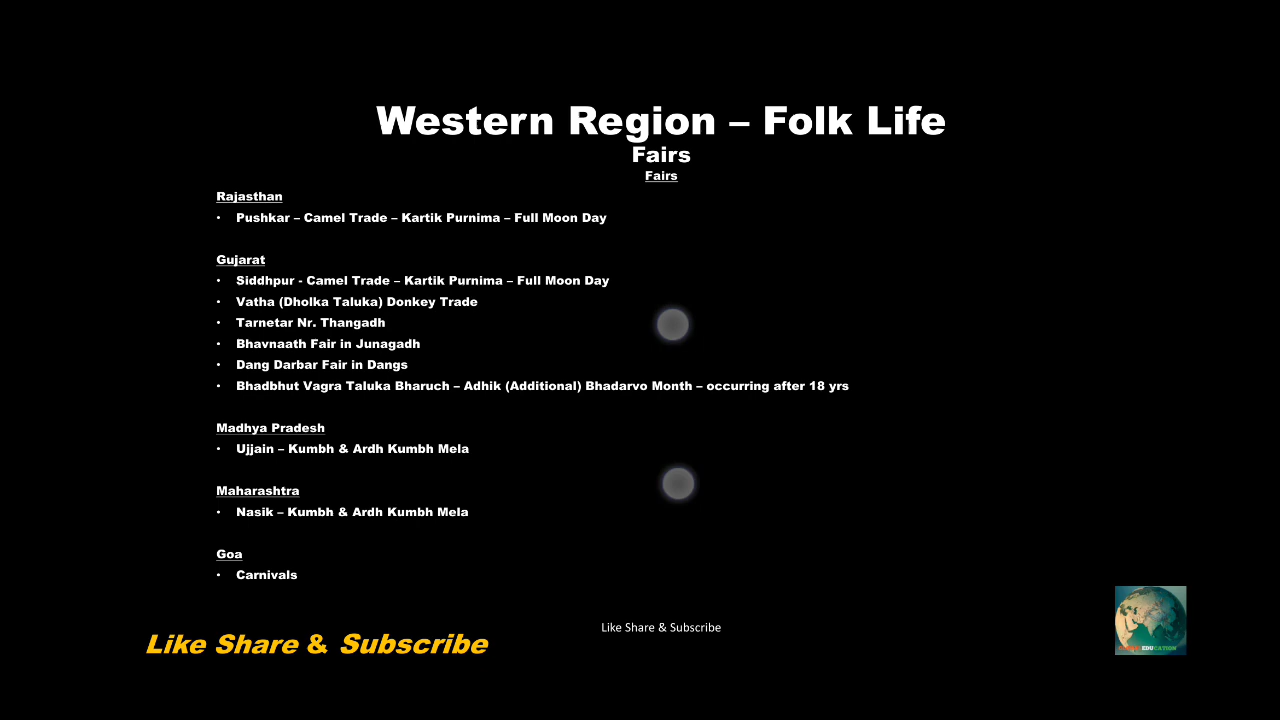 Western Region – Folk Life
Fairs
Fairs
Rajasthan
• Pushkar – Camel Trade – Kartik Purnima – Full Moon Day
Gujarat
• Siddhpur - Camel Trade – Kartik Purnima – Full Moon Day
• Vatha (Dholka Taluka) Donkey Trade
• Tarnetar Nr. Thangadh
• Bhavnaath Fair in Junagadh
• Dang Darbar Fair in Dangs
• Bhadbhut Vagra Taluka Bharuch – Adhik (Additional) Bhadarvo Month – occurring after 18 yrs
Madhya Pradesh
• Ujjain – Kumbh & Ardh Kumbh Mela
Maharashtra
• Nasik – Kumbh & Ardh Kumbh Mela
Goa
• Carnivals
Like Share & Subscribe
Like Share & Subscribe
EDUCATION